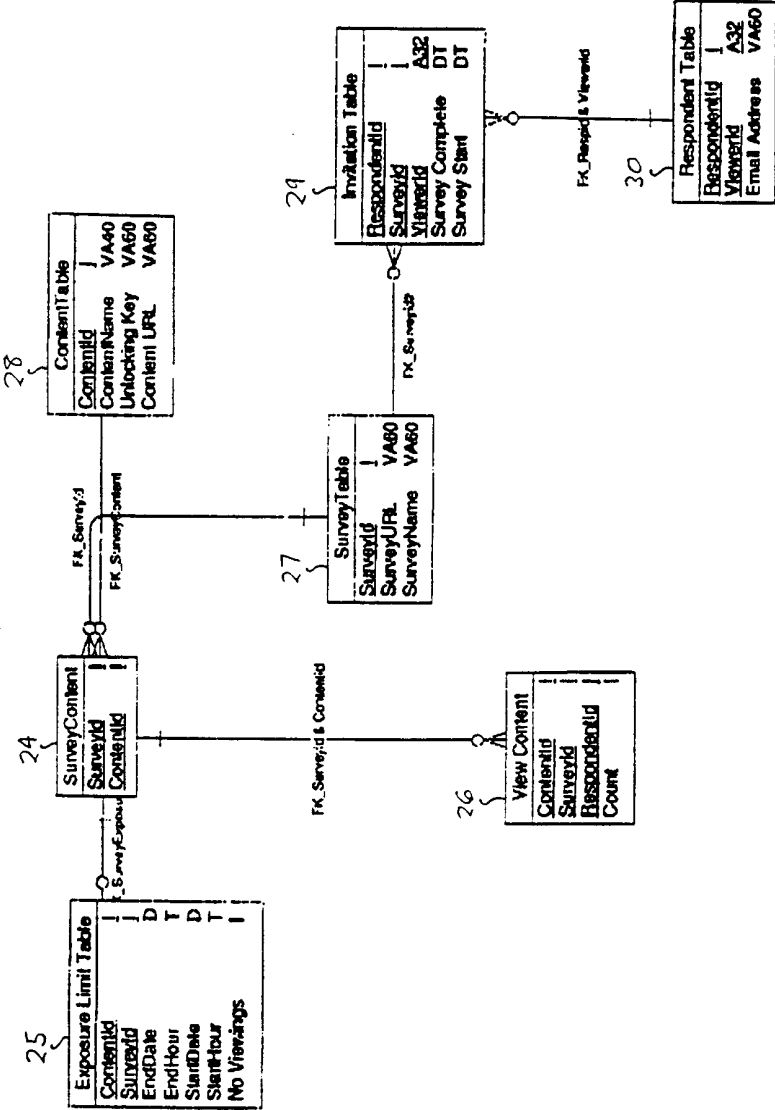 28
ContentTable
ContentId I
ContentName VA40
Unlocking Key VA60
Content URL VA60
29
Invitation Table
RespondentId I
SurveyId I
ViewerId A32
Survey Complete DT
Survey Start DT
FK_RespId & ViewerId
30
Respondent Table
RespondentId I
ViewerId A32
Email Address VA60
FK_SurveyId
FK_SurveyContent
24
SurveyContent
SurveyId I
ContentId I
27
SurveyTable
SurveyId I
SurveyURL VA60
SurveyName VA60
FK_SurveyID
25
Exposure Limit Table
ContentId I
SurveyId I
EndDate D
EndHour T
StartDate D
StartHour T
No Viewings I
FK_SurveyId & ContentId
26
View Content
ContentId I
SurveyId I
RespondentId I
Count I